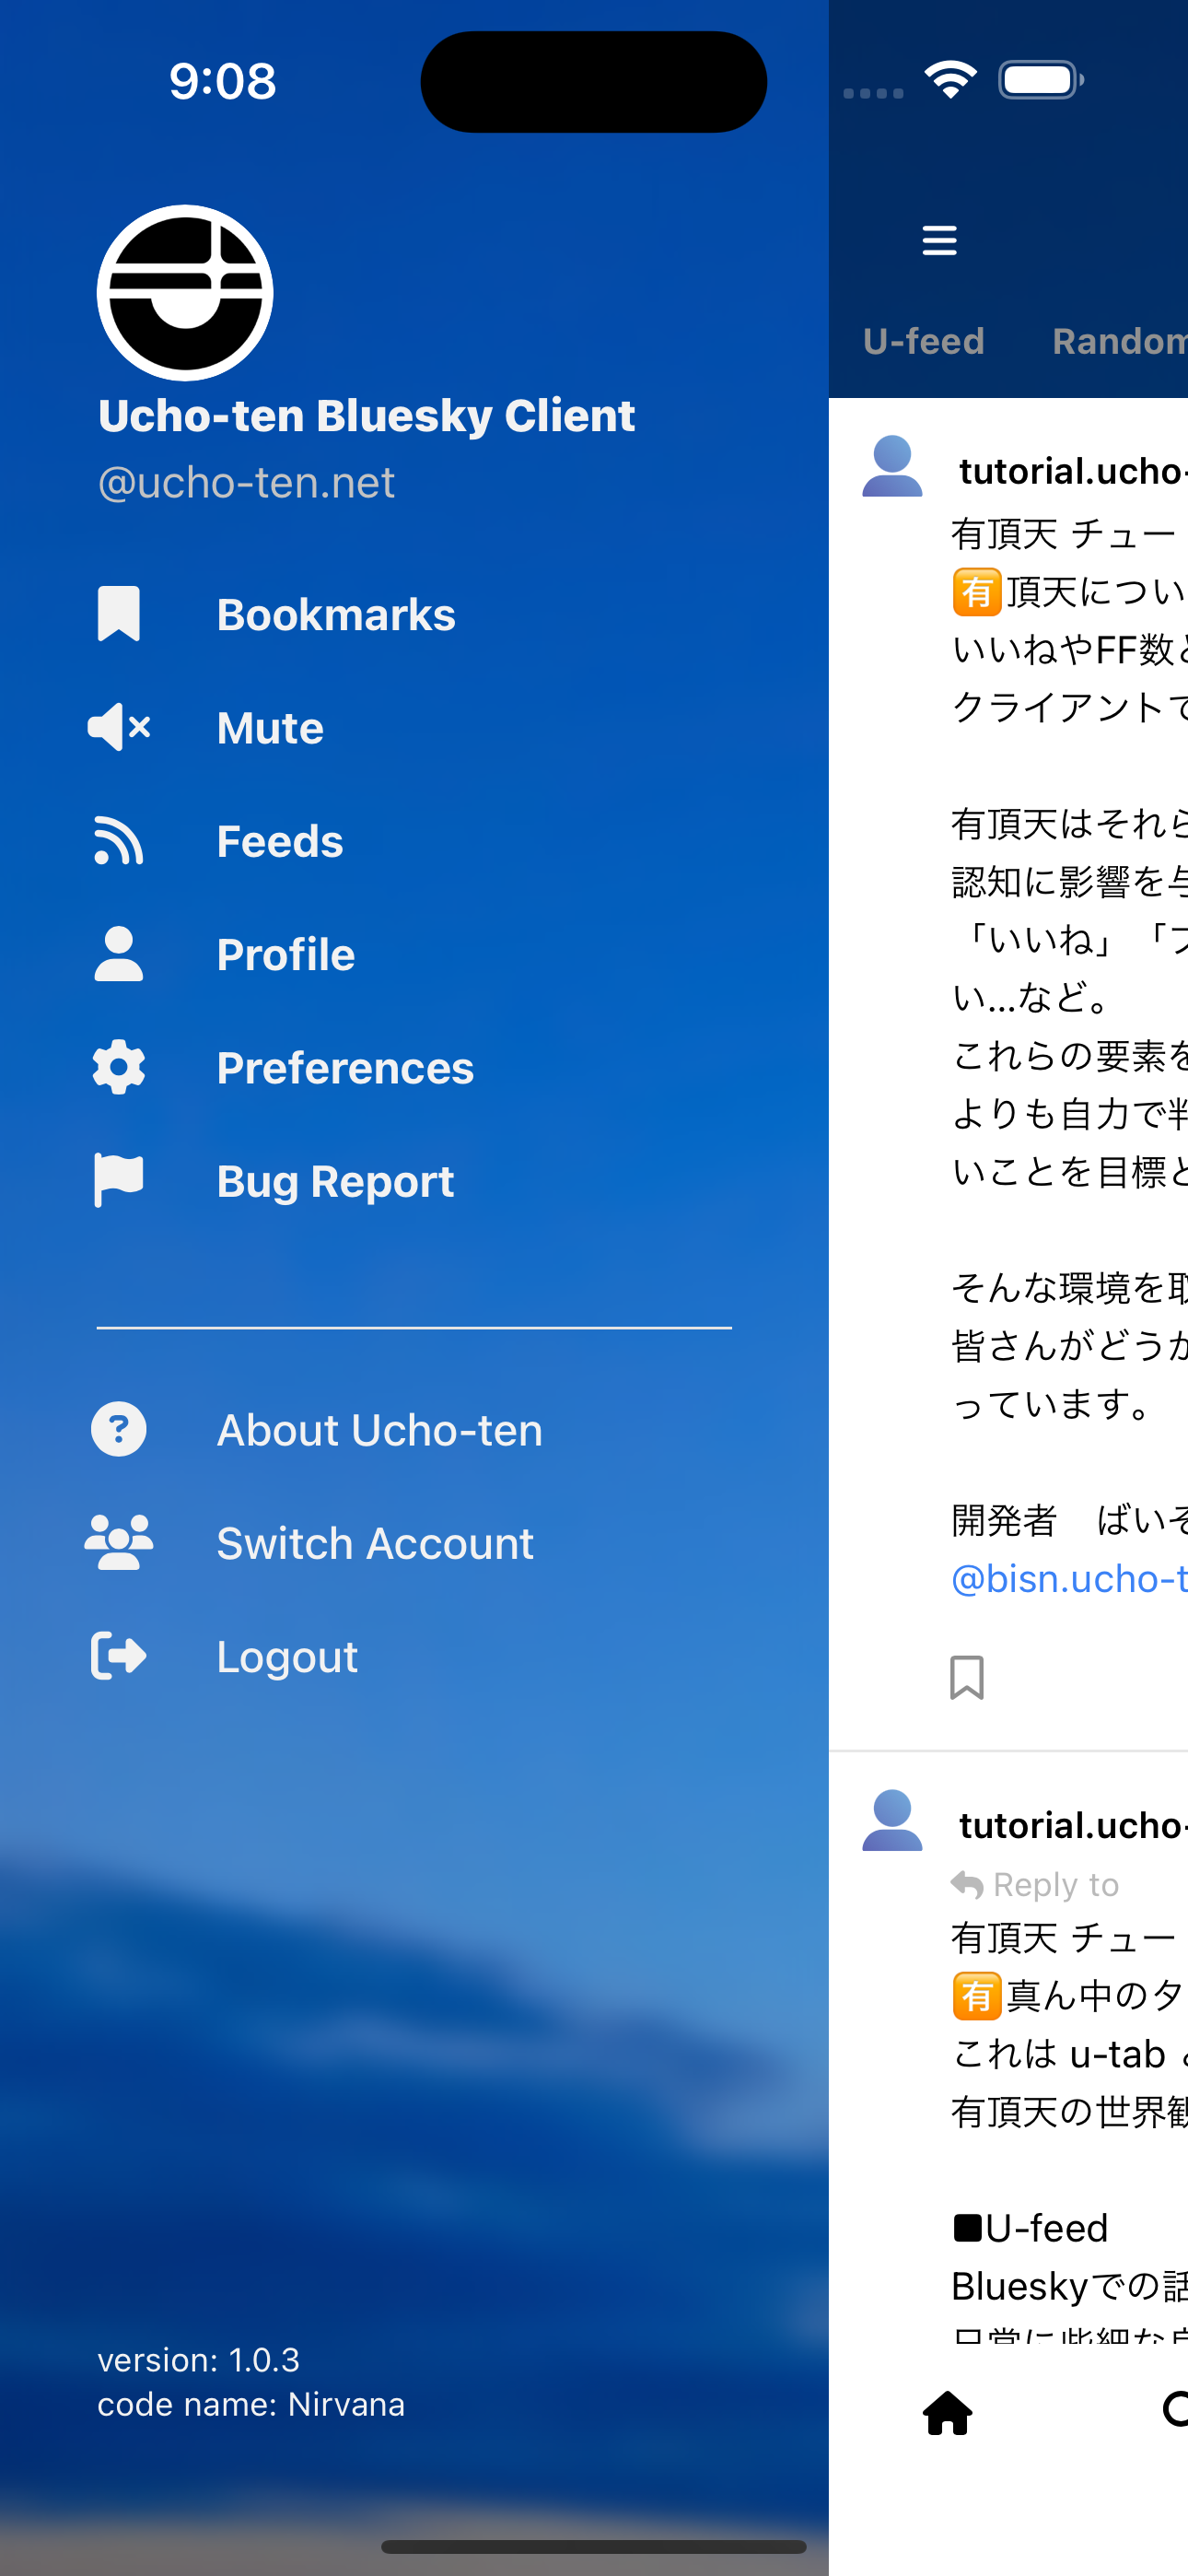 9:08
Ucho-ten Bluesky Client
@ucho-ten.net
Bookmarks
Mute
Feeds
Profile
Preferences
Bug Report
About Ucho-ten
Switch Account
Logout
version: 1.0.3
code name: Nirvana
U-feed Random
tutorial.ucho-
有頂天 チュー
🈶頂天につい
いいねやFF数
クライアントで
有頂天はそれら
認知に影響を与
「いいね」「フ
い...など。
これらの要素を
よりも自力で判
いことを目標と
そんな環境を取
皆さんがどうか
っています。
開発者 ばいそ
@bisn.ucho-t
tutorial.ucho-
Reply to
有頂天 チュー
🈶真ん中のタ
これは u-tab
有頂天の世界観
■U-feed
Blueskyでの話